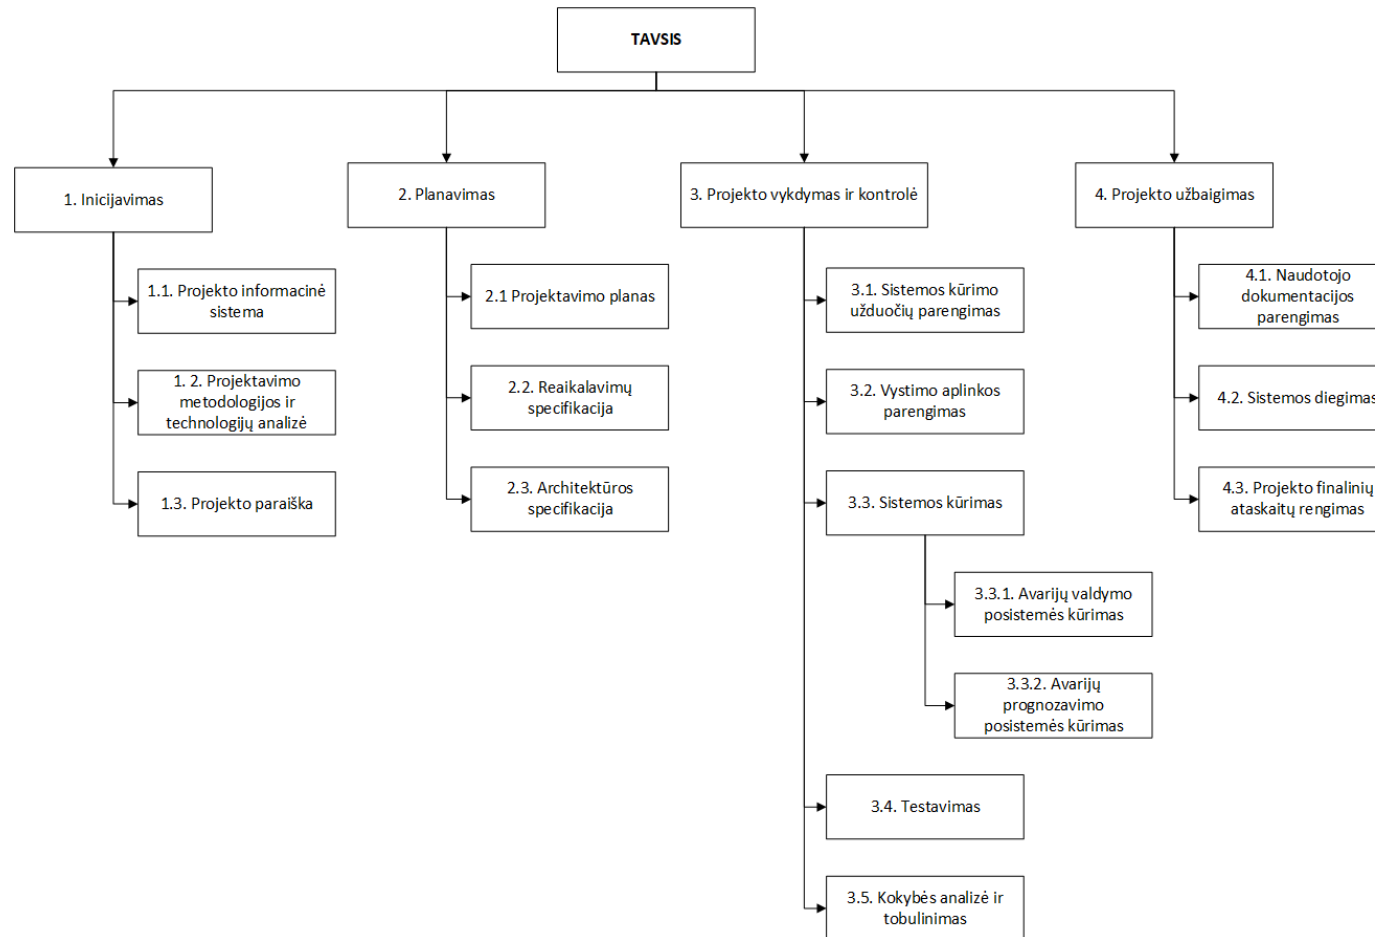 TAVSIS
1. Inicijavimas
2. Planavimas
3. Projekto vykdymas ir kontrolė
4. Projekto užbaigimas
1.1. Projekto informacinė
sistema
1. 2. Projektavimo
metodologijos ir
technologijų analizė
1.3. Projekto paraiška
2.1 Projektavimo planas
2.2. Reaikalavimų
specifikacija
2.3. Architektūros
specifikacija
3.1. Sistemos kūrimo
užduočių parengimas
3.2. Vystimo aplinkos
parengimas
3.3. Sistemos kūrimas
3.3.1. Avarijų valdymo
posistemės kūrimas
3.3.2. Avarijų
prognozavimo
posistemės kūrimas
3.4. Testavimas
3.5. Kokybės analizė ir
tobulinimas
4.1. Naudotojo
dokumentacijos
parengimas
4.2. Sistemos diegimas
4.3. Projekto finalinių
ataskaitų rengimas